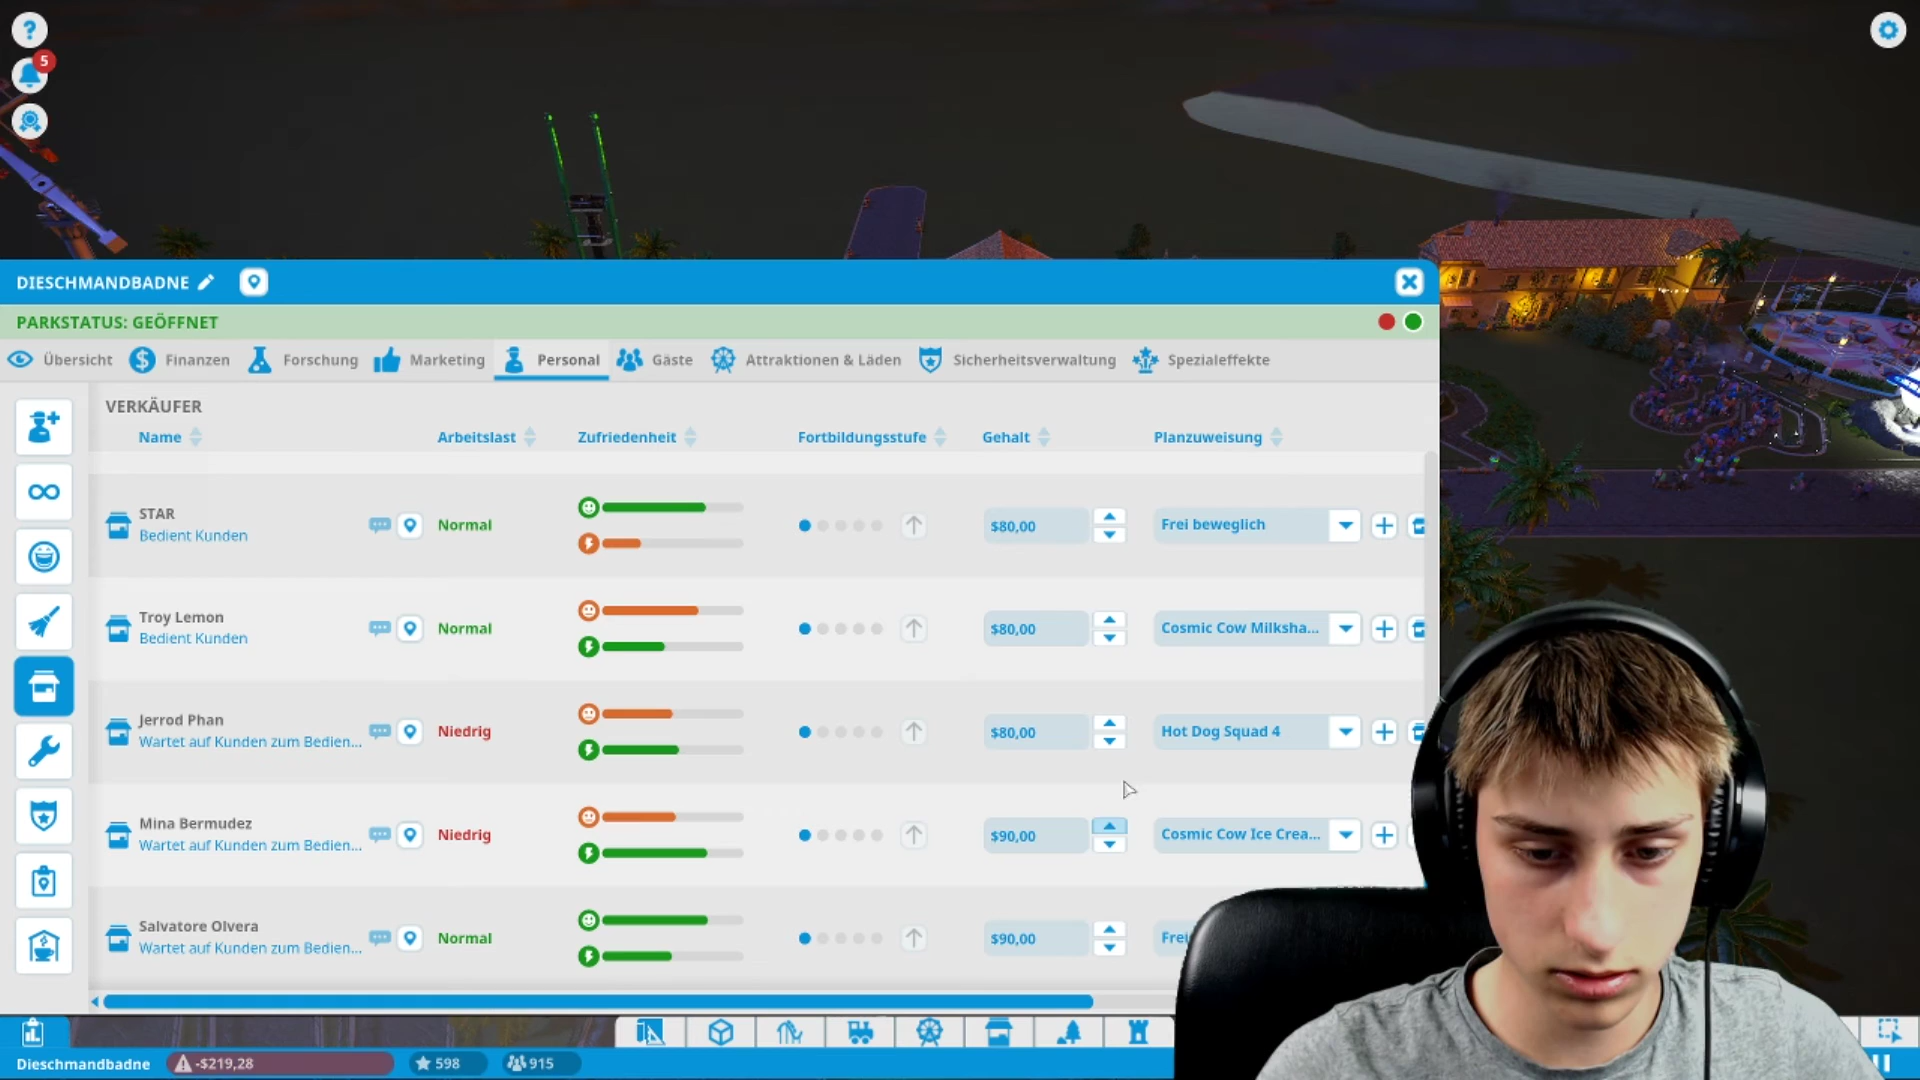 5
DIESCHMANDBADNE
PARKSTATUS: GEÖFFNET
Übersicht Finanzen Forschung Marketing Personal Gäste Attraktionen & Läden Sicherheitsverwaltung Spezialeffekte
VERKÄUFER
Name Arbeitslast Zufriedenheit Fortbildungsstufe Gehalt Planzuweisung
STAR
Bedient Kunden
Normal
$80,00
Frei beweglich
Troy Lemon
Bedient Kunden
Normal
$80,00
Cosmic Cow Milksha...
Jerrod Phan
Wartet auf Kunden zum Bedien...
Niedrig
$80,00
Hot Dog Squad 4
Mina Bermudez
Wartet auf Kunden zum Bedien...
Niedrig
$90,00
Cosmic Cow Ice Crea...
Salvatore Olvera
Wartet auf Kunden zum Bedien...
Normal
$90,00
Frei
Dieschmandbadne -$219,28 598 915